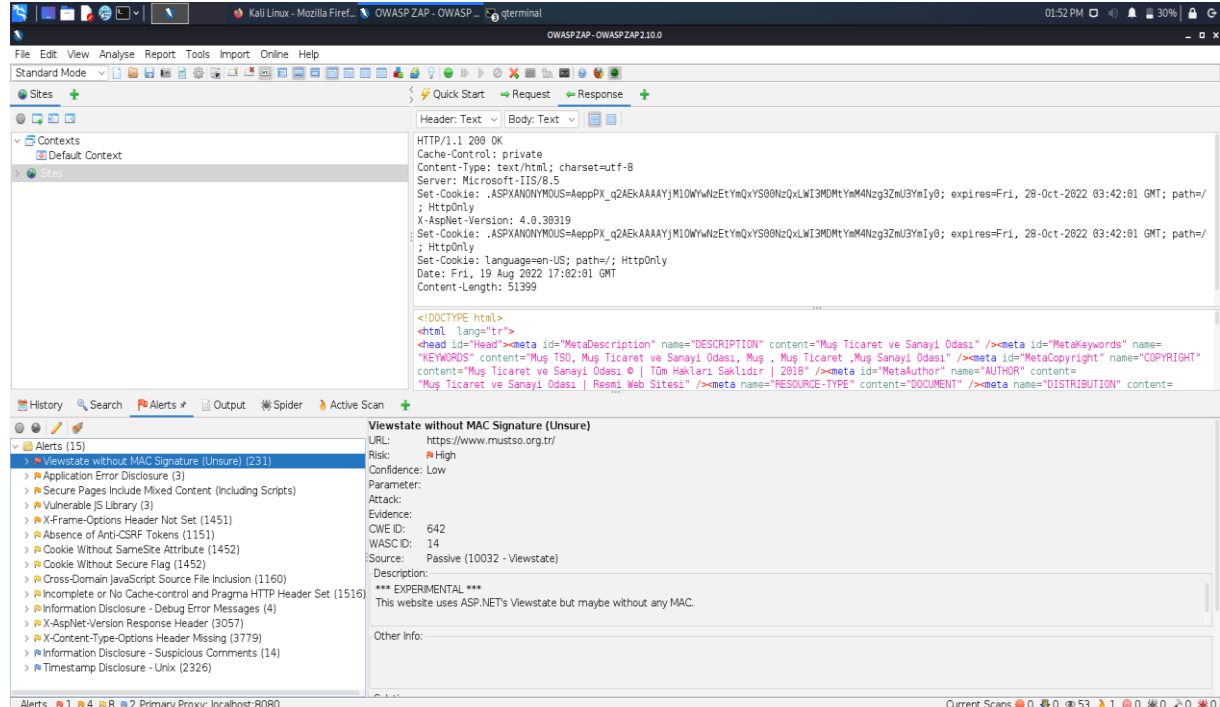 Kali Linux - Mozilla Firef...
OWASP ZAP - OWASP ...
qterminal
01:52 PM
30%
OWASP ZAP - OWASP ZAP 2.10.0
File Edit View Analyse Report Tools Import Online Help
Standard Mode
Sites
Quick Start
Request
Response
Header: Text
Body: Text
Contexts
Default Context
Sites
HTTP/1.1 200 OK
Cache-Control: private
Content-Type: text/html; charset=utf-8
Server: Microsoft-IIS/8.5
Set-Cookie: .ASPXANONYMOUS=AeppPX_q2AEkAAAAYjM1OWYwNzEtYmQxYS00NzQxLWI3MDMtYmM4Nzg3ZmU3YmIy0; expires=Fri, 28-Oct-2022 03:42:01 GMT; path=/
; HttpOnly
X-AspNet-Version: 4.0.30319
Set-Cookie: .ASPXANONYMOUS=AeppPX_q2AEkAAAAYjM1OWYwNzEtYmQxYS00NzQxLWI3MDMtYmM4Nzg3ZmU3YmIy0; expires=Fri, 28-Oct-2022 03:42:01 GMT; path=/
; HttpOnly
Set-Cookie: language=en-US; path=/; HttpOnly
Date: Fri, 19 Aug 2022 17:02:01 GMT
Content-Length: 51399
<!DOCTYPE html>
<html lang="tr">
<head id="Head"><meta id="MetaDescription" name="DESCRIPTION" content="Muş Ticaret ve Sanayi Odası" /><meta id="MetaKeywords" name=
"KEYWORDS" content="Muş TSO, Muş Ticaret ve Sanayi Odası, Muş , Muş Ticaret ,Muş Sanayi Odası" /><meta id="MetaCopyright" name="COPYRIGHT"
content="Muş Ticaret ve Sanayi Odası © | Tüm Hakları Saklıdır | 2018" /><meta id="MetaAuthor" name="AUTHOR" content=
"Muş Ticaret ve Sanayi Odası | Resmi Web Sitesi" /><meta name="RESOURCE-TYPE" content="DOCUMENT" /><meta name="DISTRIBUTION" content=
History
Search
Alerts
Output
Spider
Active Scan
Alerts (15)
Viewstate without MAC Signature (Unsure) (231)
Application Error Disclosure (3)
Secure Pages Include Mixed Content (Including Scripts)
Vulnerable JS Library (3)
X-Frame-Options Header Not Set (1451)
Absence of Anti-CSRF Tokens (1151)
Cookie Without SameSite Attribute (1452)
Cookie Without Secure Flag (1452)
Cross-Domain JavaScript Source File Inclusion (1160)
Incomplete or No Cache-control and Pragma HTTP Header Set (1516)
Information Disclosure - Debug Error Messages (4)
X-AspNet-Version Response Header (3057)
X-Content-Type-Options Header Missing (3779)
Information Disclosure - Suspicious Comments (14)
Timestamp Disclosure - Unix (2326)
Viewstate without MAC Signature (Unsure)
URL: https://www.mustso.org.tr/
Risk: High
Confidence: Low
Parameter:
Attack:
Evidence:
CWE ID: 642
WASC ID: 14
Source: Passive (10032 - Viewstate)
Description:
*** EXPERIMENTAL ***
This website uses ASP.NET's Viewstate but maybe without any MAC.
Other Info:
Alerts 1 4 8 2 Primary Proxy: localhost:8080
Current Scans 0 0 53 1 0 0 0 0